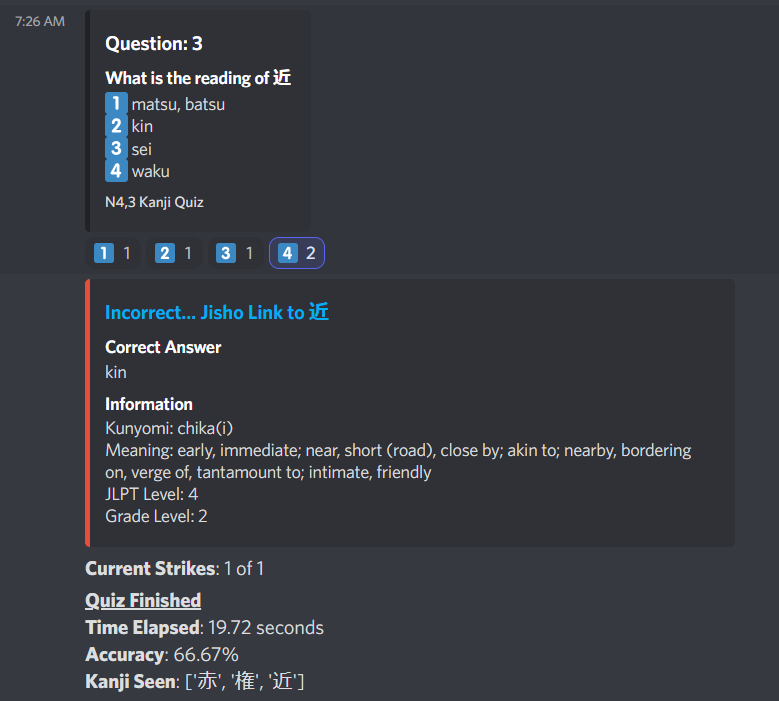 7:26 AM
Question: 3
What is the reading of 近
1 matsu, batsu
2 kin
3 sei
4 waku
N4,3 Kanji Quiz
1 1 2 1 3 1 4 2
Incorrect... Jisho Link to 近
Correct Answer
kin
Information
Kunyomi: chika(i)
Meaning: early, immediate; near, short (road), close by; akin to; nearby, bordering
on, verge of, tantamount to; intimate, friendly
JLPT Level: 4
Grade Level: 2
Current Strikes: 1 of 1
Quiz Finished
Time Elapsed: 19.72 seconds
Accuracy: 66.67%
Kanji Seen: ['赤', '権', '近']